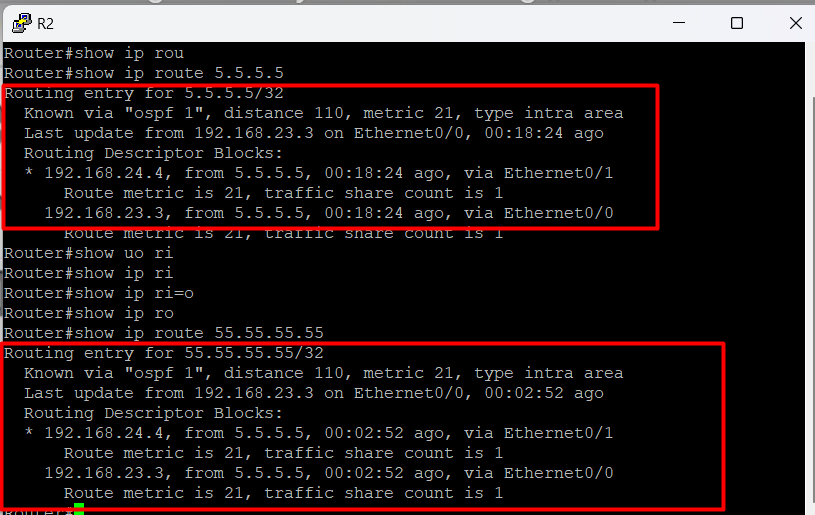 R2
Router#show ip rou
Router#show ip route 5.5.5.5
Routing entry for 5.5.5.5/32
  Known via "ospf 1", distance 110, metric 21, type intra area
  Last update from 192.168.23.3 on Ethernet0/0, 00:18:24 ago
  Routing Descriptor Blocks:
  * 192.168.24.4, from 5.5.5.5, 00:18:24 ago, via Ethernet0/1
      Route metric is 21, traffic share count is 1
    192.168.23.3, from 5.5.5.5, 00:18:24 ago, via Ethernet0/0
      Route metric is 21, traffic share count is 1
Router#show uo ri
Router#show ip ri
Router#show ip ri=o
Router#show ip ro
Router#show ip route 55.55.55.55
Routing entry for 55.55.55.55/32
  Known via "ospf 1", distance 110, metric 21, type intra area
  Last update from 192.168.23.3 on Ethernet0/0, 00:02:52 ago
  Routing Descriptor Blocks:
  * 192.168.24.4, from 5.5.5.5, 00:02:52 ago, via Ethernet0/1
      Route metric is 21, traffic share count is 1
    192.168.23.3, from 5.5.5.5, 00:02:52 ago, via Ethernet0/0
      Route metric is 21, traffic share count is 1
Router#